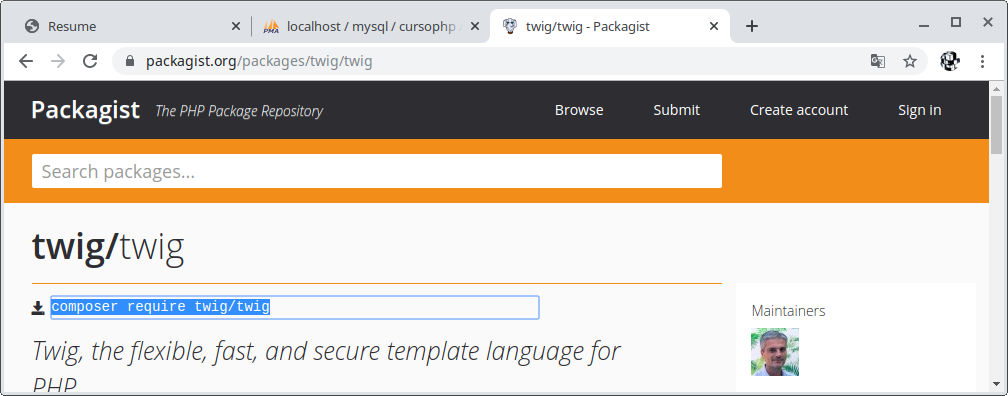 Resume
PMA localhost / mysql / cursophp
twig/twig - Packagist
packagist.org/packages/twig/twig
Packagist The PHP Package Repository Browse Submit Create account Sign in
Search packages...
twig/twig
composer require twig/twig
Maintainers
Twig, the flexible, fast, and secure template language for
PHP